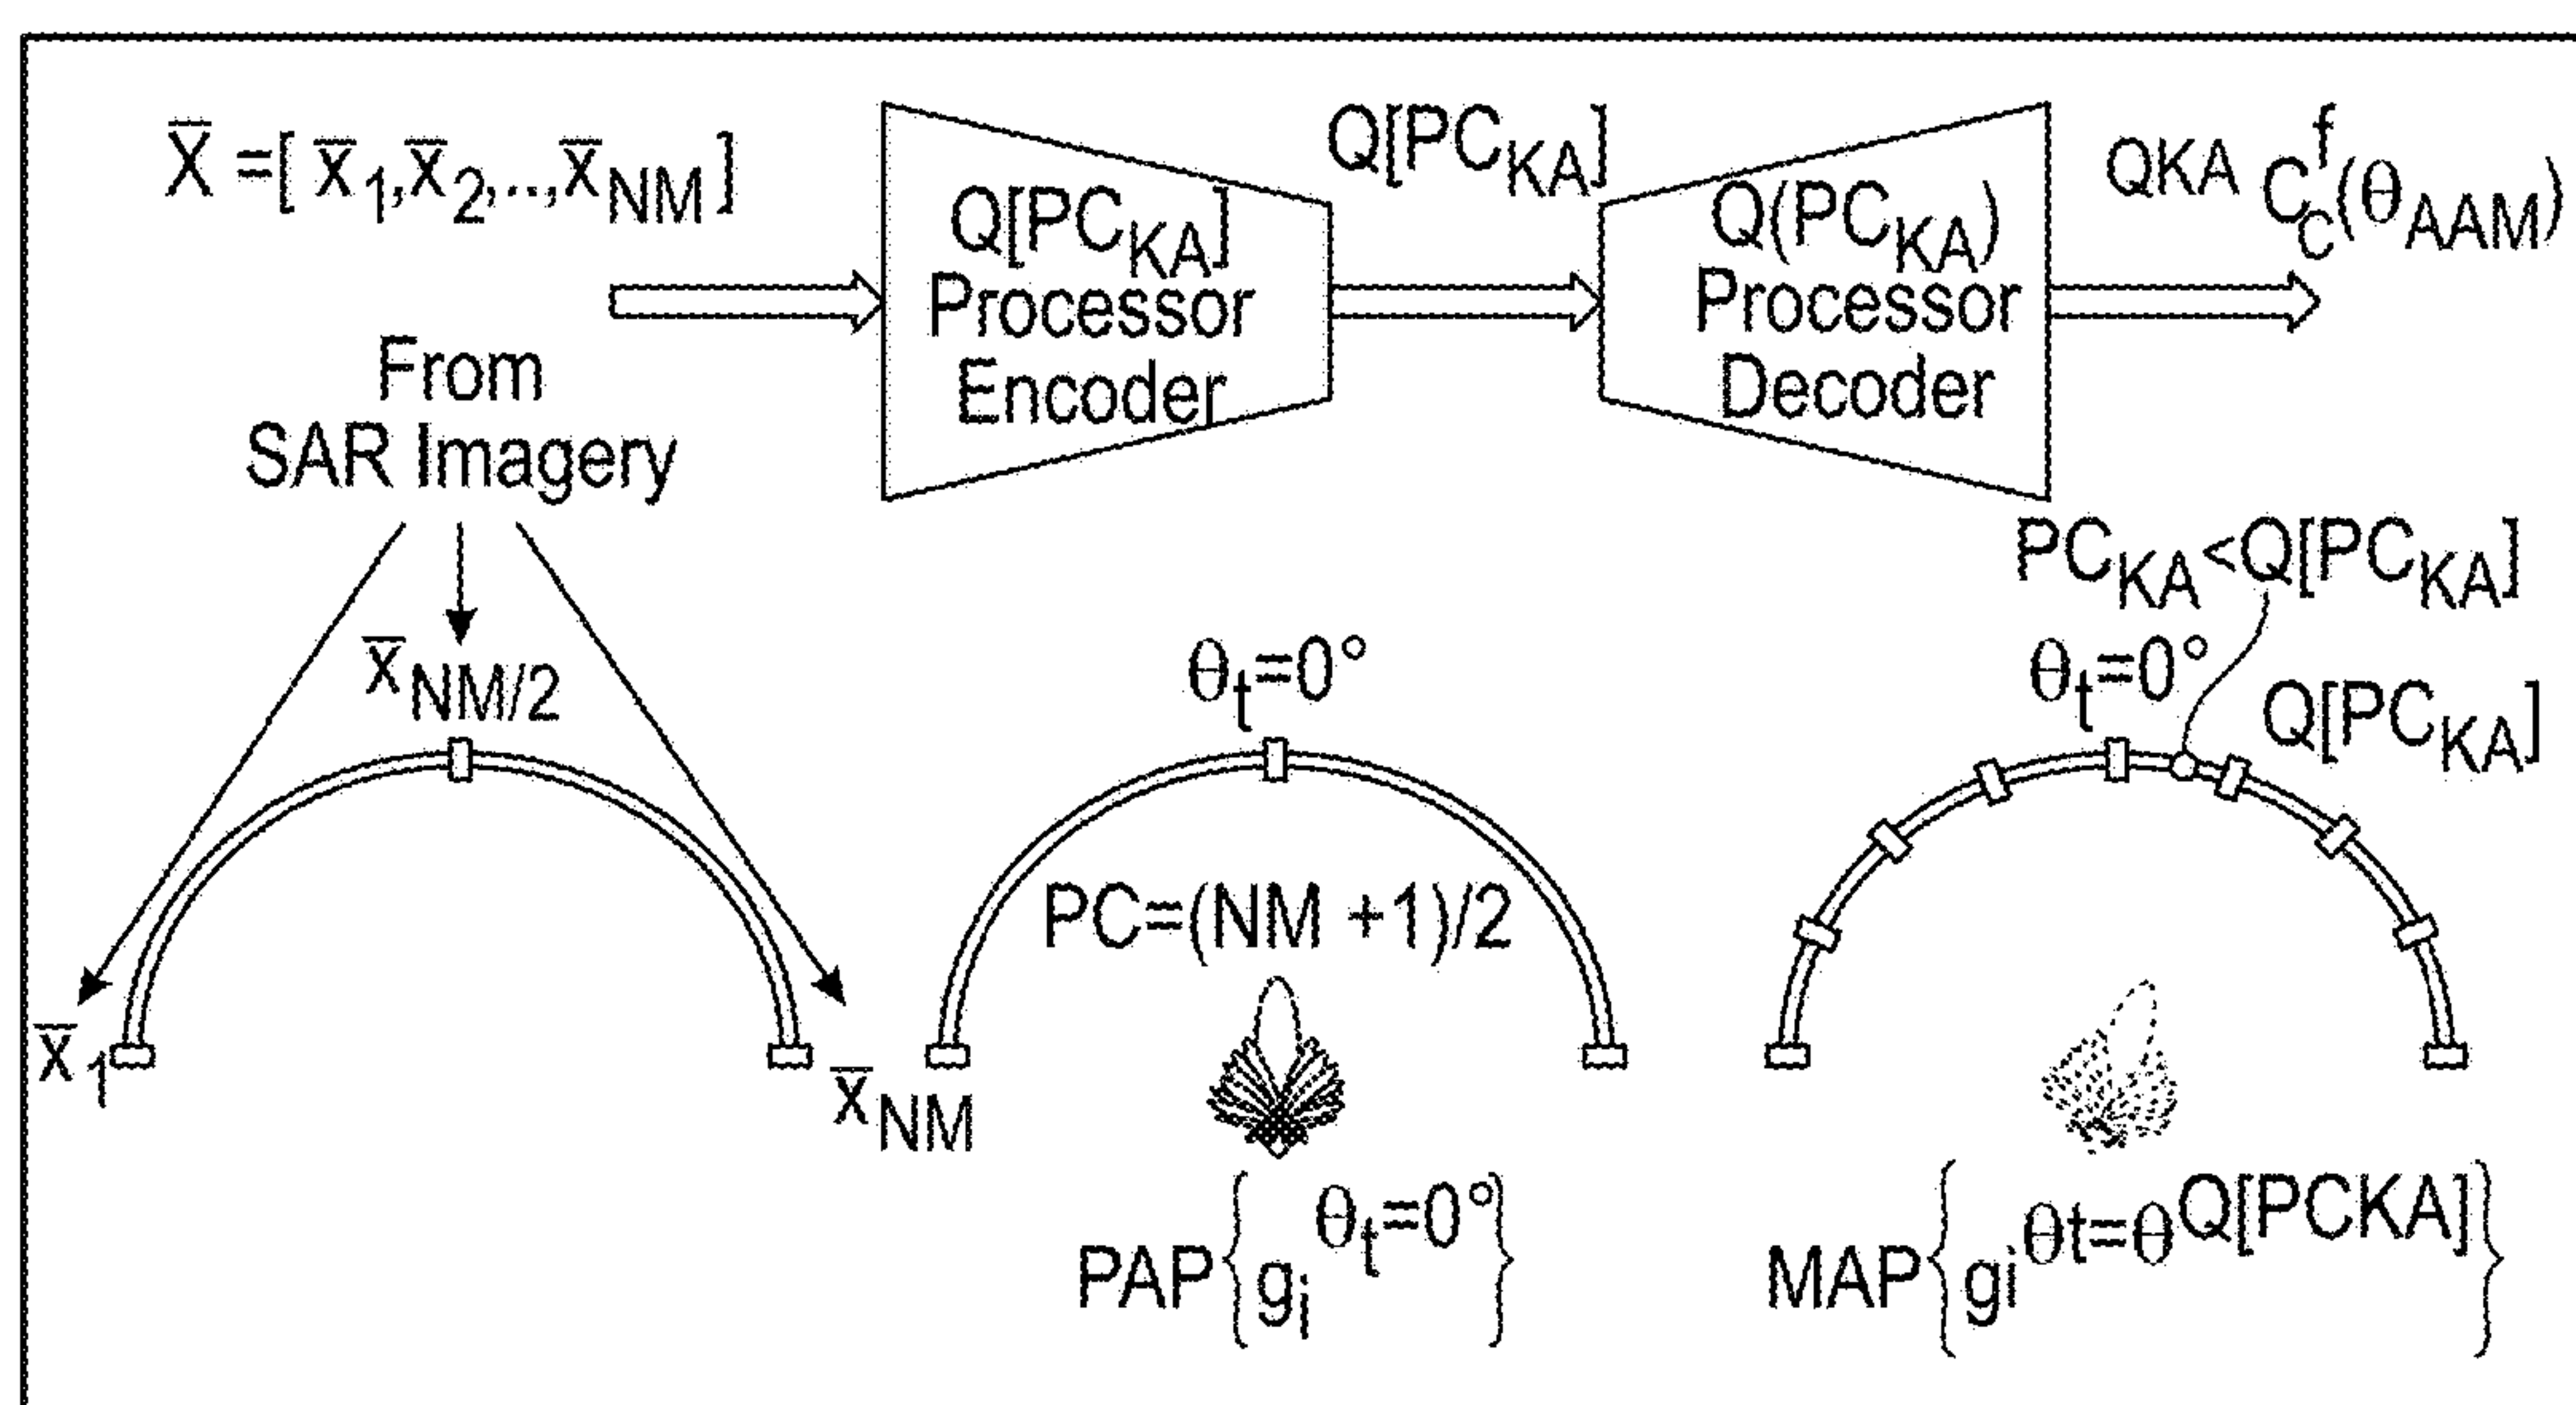 X̅ =[ x̅₁,x̅₂,..,x̅NM ]
Q[PCKA]
Processor
Encoder
Q[PCKA]
Q(PCKA)
Processor
Decoder
QKA Cᶠc(θAAM)
From
SAR Imagery
x̅NM/2
x̅₁
x̅NM
θt=0°
PC=(NM +1)/2
PAP{giθt=0°}
PCKA<Q[PCKA]
θt=0°
Q[PCKA]
MAP{giθt=θQ[PCKA]}